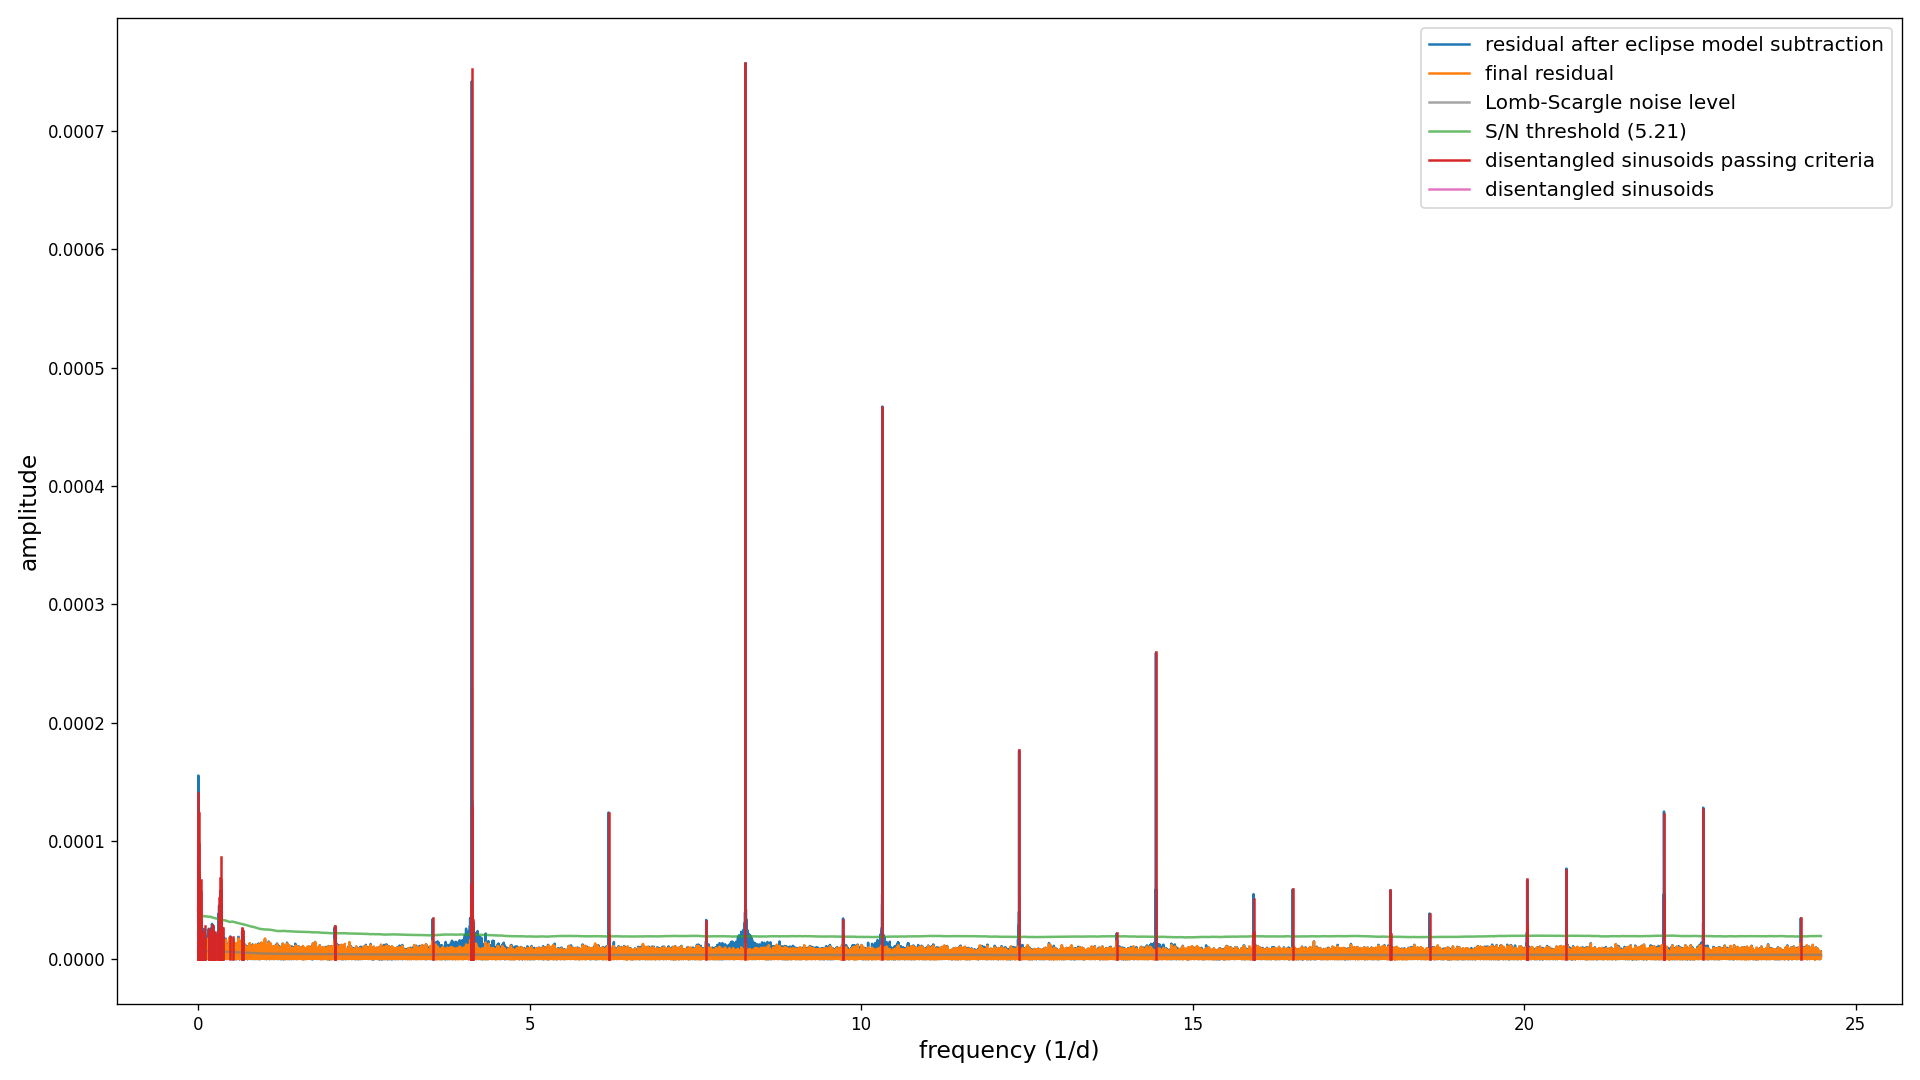 residual after eclipse model subtraction
final residual
Lomb-Scargle noise level
S/N threshold (5.21)
disentangled sinusoids passing criteria
disentangled sinusoids
0.0007
0.0006
0.0005
0.0004
0.0003
0.0002
0.0001
0.0000
amplitude
0 5 10 15 20 25
frequency (1/d)